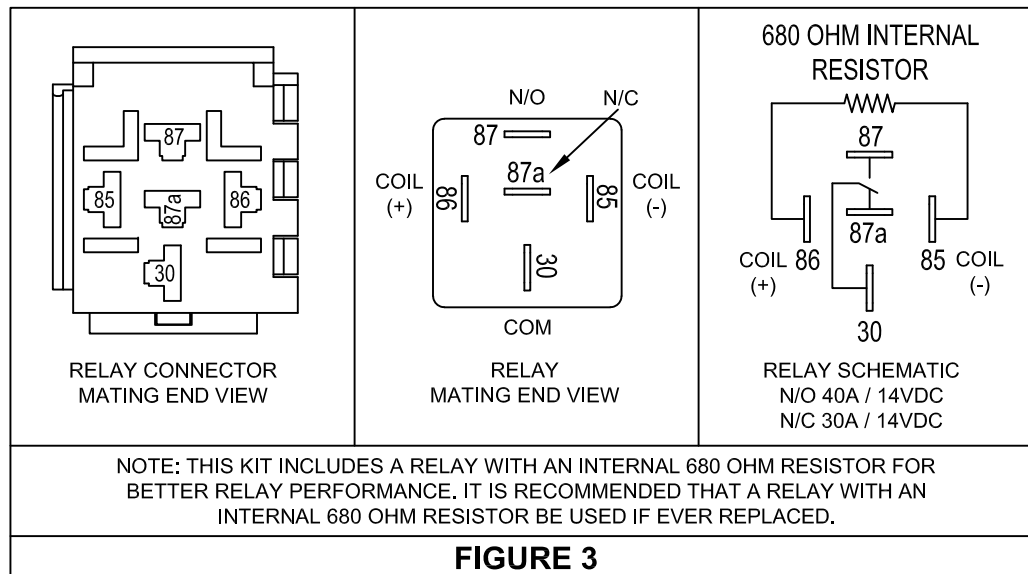 87
85
87a
86
30
RELAY CONNECTOR
MATING END VIEW
N/O
N/C
87
87a
COIL
(+)
86
85
COIL
(-)
30
COM
RELAY
MATING END VIEW
680 OHM INTERNAL
RESISTOR
87
87a
COIL
(+)
86
85
COIL
(-)
30
RELAY SCHEMATIC
N/O 40A / 14VDC
N/C 30A / 14VDC
NOTE: THIS KIT INCLUDES A RELAY WITH AN INTERNAL 680 OHM RESISTOR FOR
BETTER RELAY PERFORMANCE. IT IS RECOMMENDED THAT A RELAY WITH AN
INTERNAL 680 OHM RESISTOR BE USED IF EVER REPLACED.
FIGURE 3